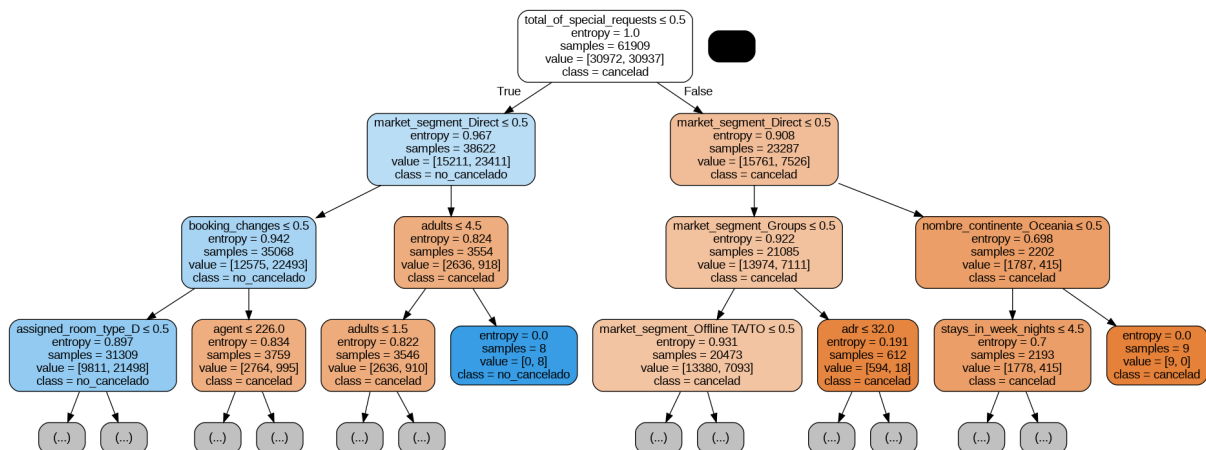 total_of_special_requests ≤ 0.5
entropy = 1.0
samples = 61909
value = [30972, 30937]
class = cancelad
True
False
market_segment_Direct ≤ 0.5
entropy = 0.967
samples = 38622
value = [15211, 23411]
class = no_cancelado
market_segment_Direct ≤ 0.5
entropy = 0.908
samples = 23287
value = [15761, 7526]
class = cancelad
booking_changes ≤ 0.5
entropy = 0.942
samples = 35068
value = [12575, 22493]
class = no_cancelado
adults ≤ 4.5
entropy = 0.824
samples = 3554
value = [2636, 918]
class = cancelad
market_segment_Groups ≤ 0.5
entropy = 0.922
samples = 21085
value = [13974, 7111]
class = cancelad
nombre_continente_Oceania ≤ 0.5
entropy = 0.698
samples = 2202
value = [1787, 415]
class = cancelad
assigned_room_type_D ≤ 0.5
entropy = 0.897
samples = 31309
value = [9811, 21498]
class = no_cancelado
agent ≤ 226.0
entropy = 0.834
samples = 3759
value = [2764, 995]
class = cancelad
adults ≤ 1.5
entropy = 0.822
samples = 3546
value = [2636, 910]
class = cancelad
entropy = 0.0
samples = 8
value = [0, 8]
class = no_cancelado
market_segment_Offline TA/TO ≤ 0.5
entropy = 0.931
samples = 20473
value = [13380, 7093]
class = cancelad
adr ≤ 32.0
entropy = 0.191
samples = 612
value = [594, 18]
class = cancelad
stays_in_week_nights ≤ 4.5
entropy = 0.7
samples = 2193
value = [1778, 415]
class = cancelad
entropy = 0.0
samples = 9
value = [9, 0]
class = cancelad
(...)
(...)
(...)
(...)
(...)
(...)
(...)
(...)
(...)
(...)
(...)
(...)